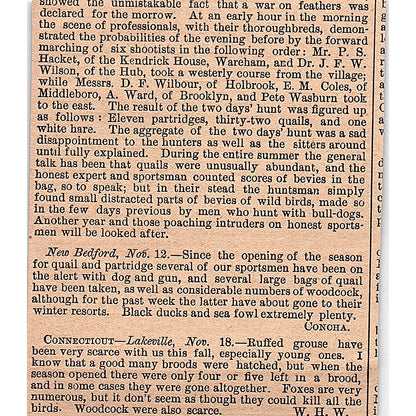 showed the unmistakable fact that a war on feathers was
declared for the morrow. At an early hour in the morning
the scene of professionals, with their thoroughbreds, demon-
strated the probabilities of the evening before by the forward
marching of six shootists in the following order: Mr. P. S.
Hacket, of the Kendrick House, Wareham, and Dr. J. F. W.
Wilson, of the Hub, took a westerly course from the village;
while Messrs. D. F. Wilbour, of Holbrook, E. M. Coles, of
Middleboro, A. Ward, of Brooklyn, and Pete Wasburn took
to the east. The result of the two days' hunt was figured up
as follows: Eleven partridges, thirty-two quails, and one
white hare. The aggregate of the two days' hunt was a sad
disappointment to the hunters as well as the sitters around
until fully explained. During the entire summer the general
talk has been that quails were unusually abundant, and the
honest expert and sportsman counted scores of bevies in the
bag, so to speak; but in their stead the huntsman simply
found small distracted parts of bevies of wild birds, made so
in the few days previous by men who hunt with bull-dogs.
Another year and those poaching intruders on honest sports-
men will be looked after.
New Bedford, Nov. 12.—Since the opening of the season
for quail and partridge several of our sportsmen have been on
the alert with dog and gun, and several large bags of quail
have been taken, as well as considerable numbers of woodcock,
although for the past week the latter have about gone to their
winter resorts. Black ducks and sea fowl extremely plenty.
CONCHA.
CONNECTICUT—Lakeville, Nov. 18.—Ruffed grouse have
been very scarce with us this fall, especially young ones. I
know that a good many broods were hatched, but when the
season opened there were only four or five left in a brood,
and in some cases they were gone altogether. Foxes are very
numerous, but it don't seem as though they could kill all the
birds. Woodcock were also scarce. W. H. W.